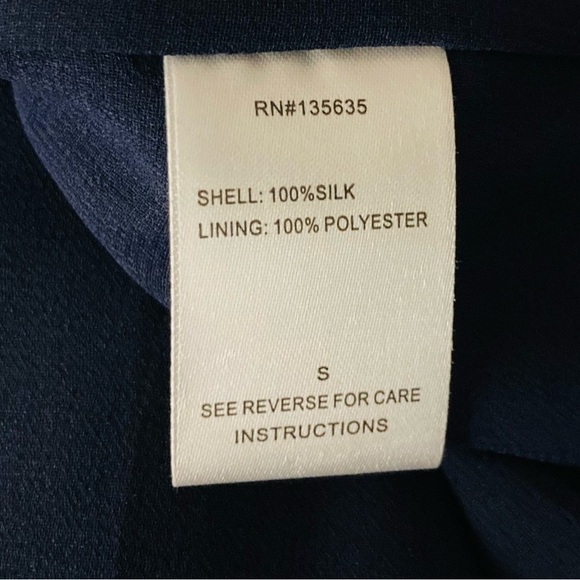 RN#135635
SHELL: 100%SILK
LINING: 100% POLYESTER
S
SEE REVERSE FOR CARE
INSTRUCTIONS